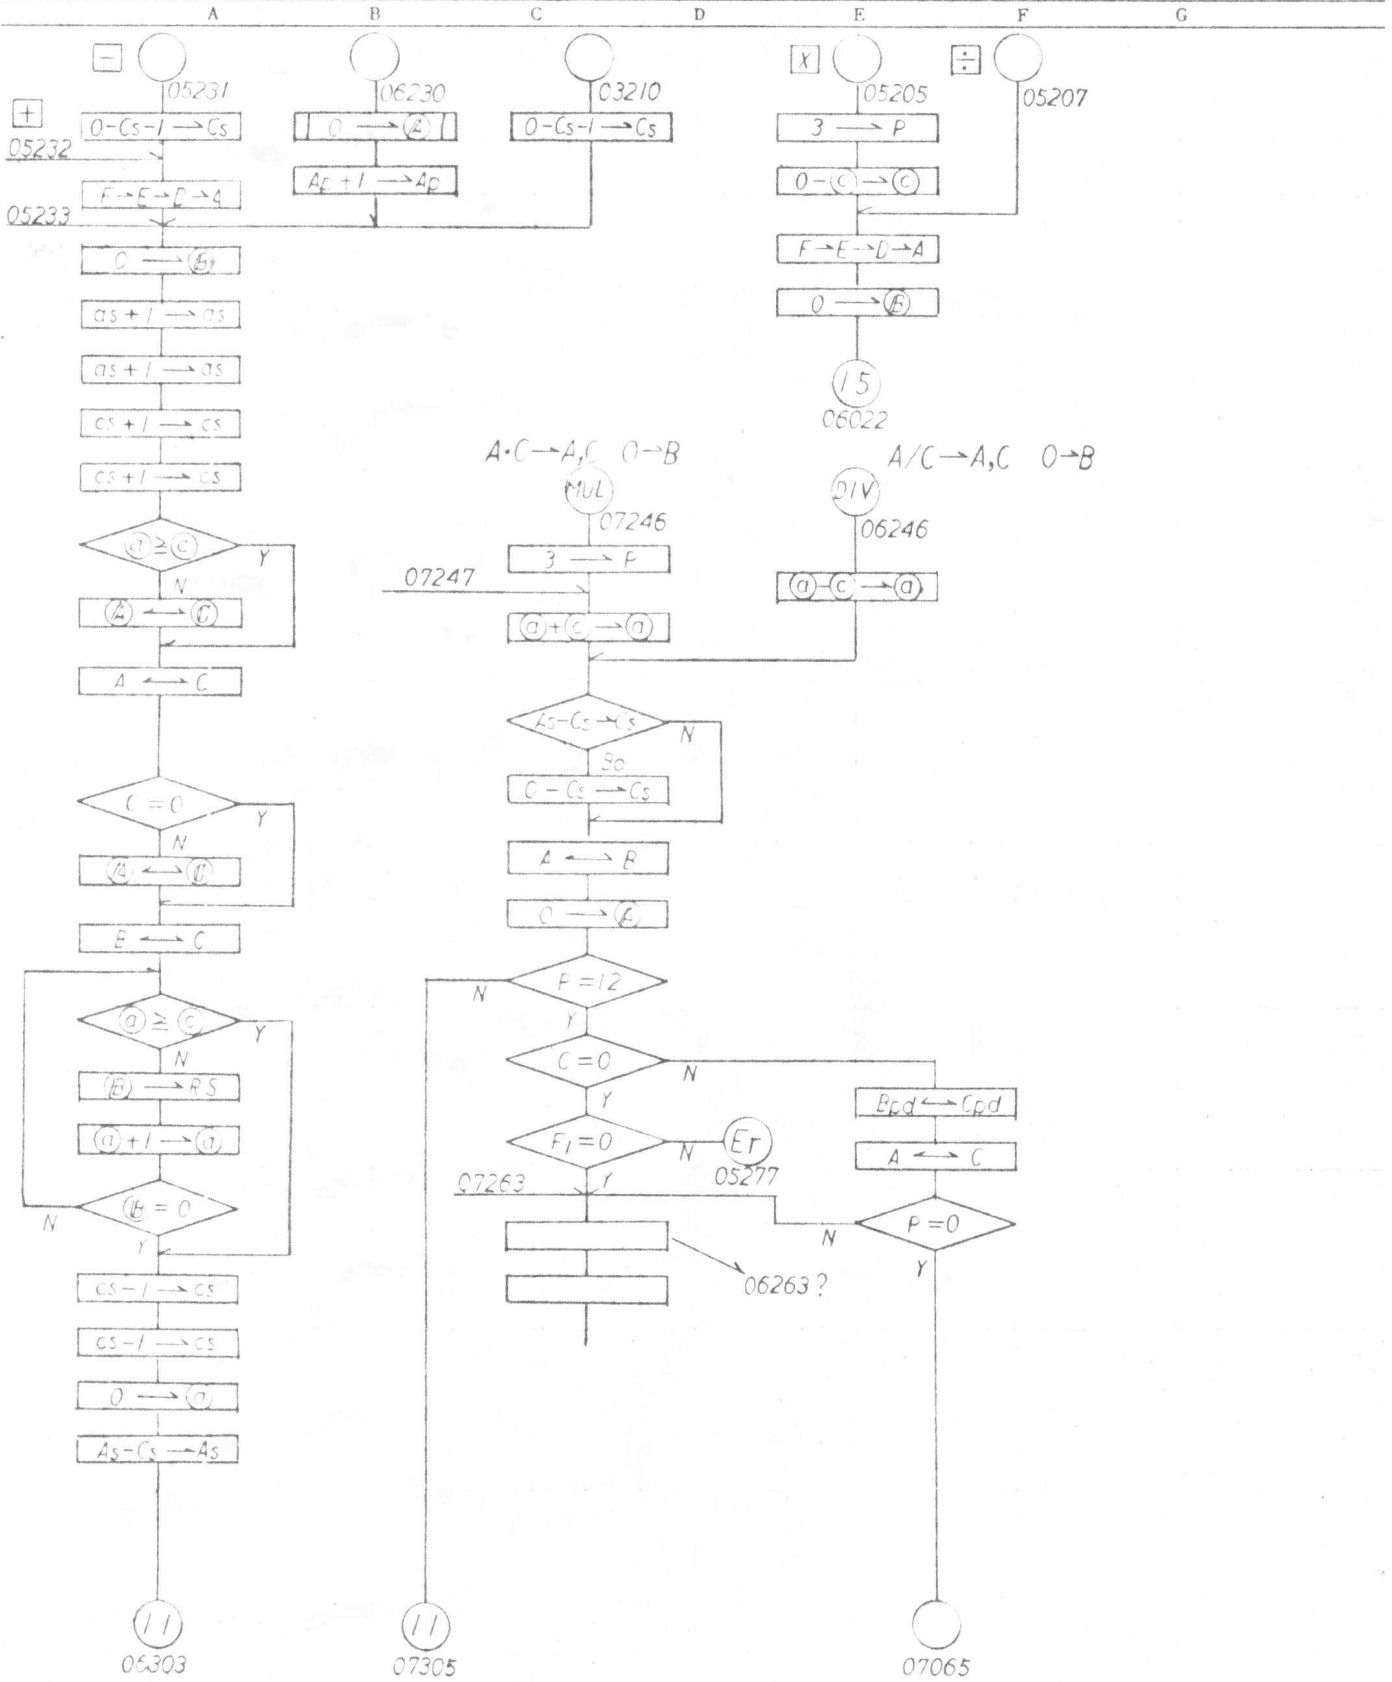 A B C D E F G
− 05231
06230
03210
X 05205
÷ 05207
+
0-Cs-1→Cs
05232
F→E→D→A
05233
0→Ⓐ
Ap+1→Ap
0-Cs-1→Cs
3→P
0-ⓒ→ⓒ
F→E→D→A
0→Ⓑ
15
06022
0→Ⓑ
as+1→as
as+1→as
cs+1→cs
cs+1→cs
ⓐ≥ⓒ
Y
N
Ⓐ↔Ⓒ
A↔C
C=0
Y
N
Ⓐ↔Ⓒ
B↔C
ⓐ≥ⓒ
Y
N
Ⓑ→RS
ⓐ+1→ⓐ
Ⓑ=0
N
Y
cs-1→cs
cs-1→cs
0→ⓐ
As-Cs→As
11
06303
A·C→A,C 0→B
MUL
07246
3→P
07247
ⓐ+ⓒ→ⓐ
A/C→A,C 0→B
DIV
06246
ⓐ-ⓒ→ⓐ
As-Cs→Cs
N
Bo
0-Cs→Cs
A↔B
0→Ⓐ
P=12
N
Y
C=0
N
Y
F1=0
N
Er
05277
Y
07263
06263?
Bpd↔Cpd
A↔C
P=0
N
Y
11
07305
07065